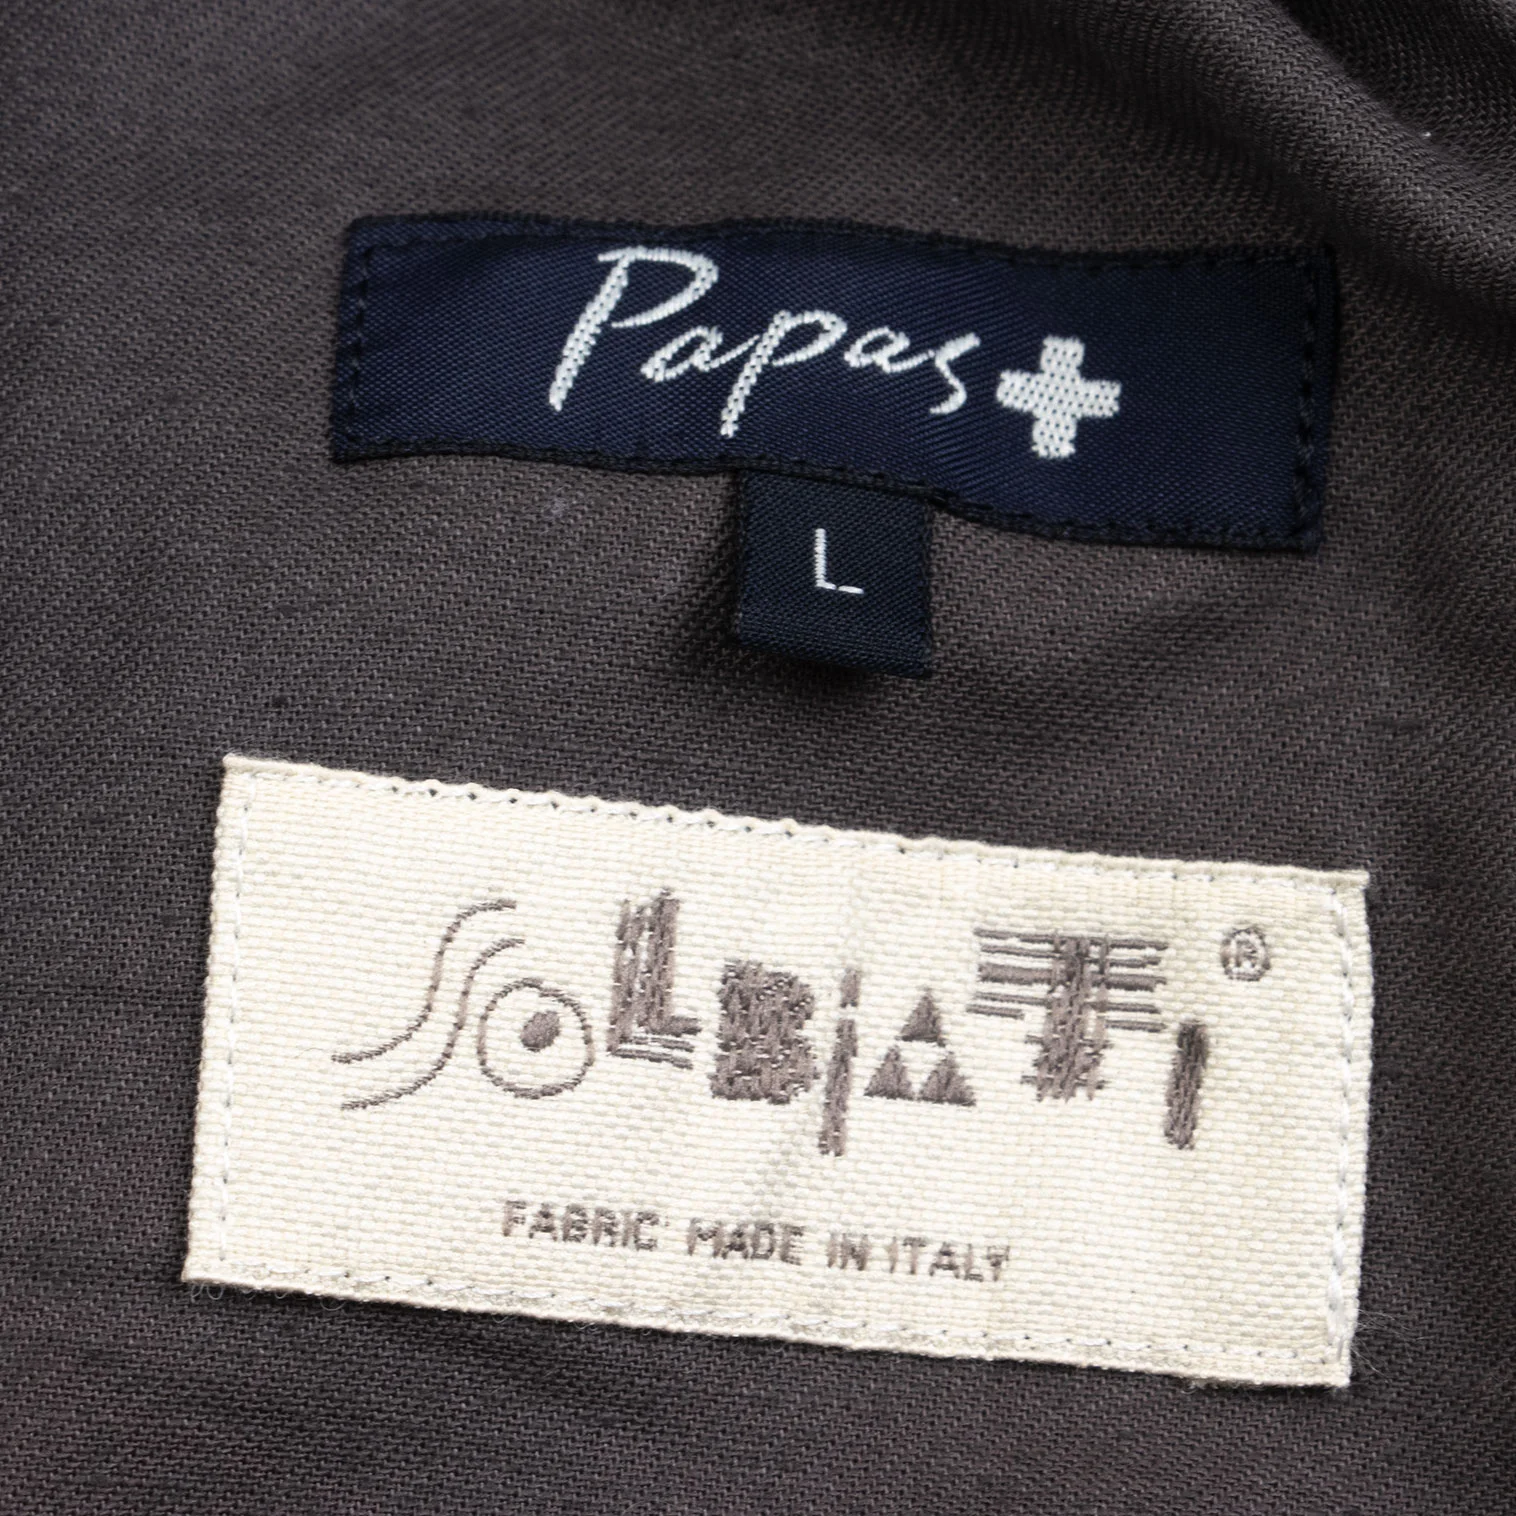 Papas+
L
SOLBIATI®
FABRIC MADE IN ITALY